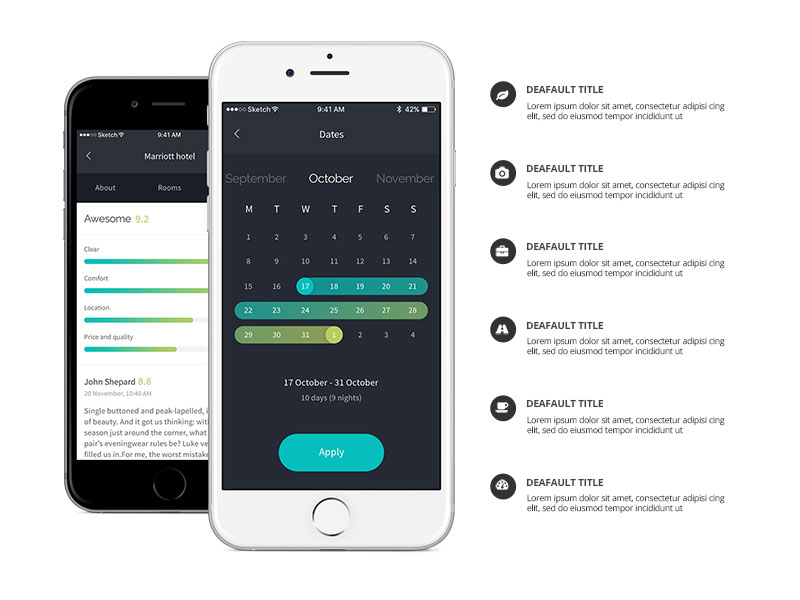 Sketch
9:41 AM
Marriott hotel
About
Rooms
Awesome 9.2
Clear
Comfort
Location
Price and quality
John Shepard 8.8
20 November, 10:40 AM
Single buttoned and peak-lapelled, i
of beauty. And it got us thinking: wit
season just around the corner, what
pair's eveningwear rules be? Luke ve
filled us in.For me, the worst mistake
Sketch
9:41 AM
42%
Dates
September
October
November
M T W T F S S
1 2 3 4 5 6 7
8 9 10 11 12 13 14
15 16 17 18 19 20 21
22 23 24 25 26 27 28
29 30 31 1 2 3 4
17 October - 31 October
10 days (9 nights)
Apply
DEAFAULT TITLE
Lorem ipsum dolor sit amet, consectetur adipisi cing
elit, sed do eiusmod tempor incididunt ut
DEAFAULT TITLE
Lorem ipsum dolor sit amet, consectetur adipisi cing
elit, sed do eiusmod tempor incididunt ut
DEAFAULT TITLE
Lorem ipsum dolor sit amet, consectetur adipisi cing
elit, sed do eiusmod tempor incididunt ut
DEAFAULT TITLE
Lorem ipsum dolor sit amet, consectetur adipisi cing
elit, sed do eiusmod tempor incididunt ut
DEAFAULT TITLE
Lorem ipsum dolor sit amet, consectetur adipisi cing
elit, sed do eiusmod tempor incididunt ut
DEAFAULT TITLE
Lorem ipsum dolor sit amet, consectetur adipisi cing
elit, sed do eiusmod tempor incididunt ut